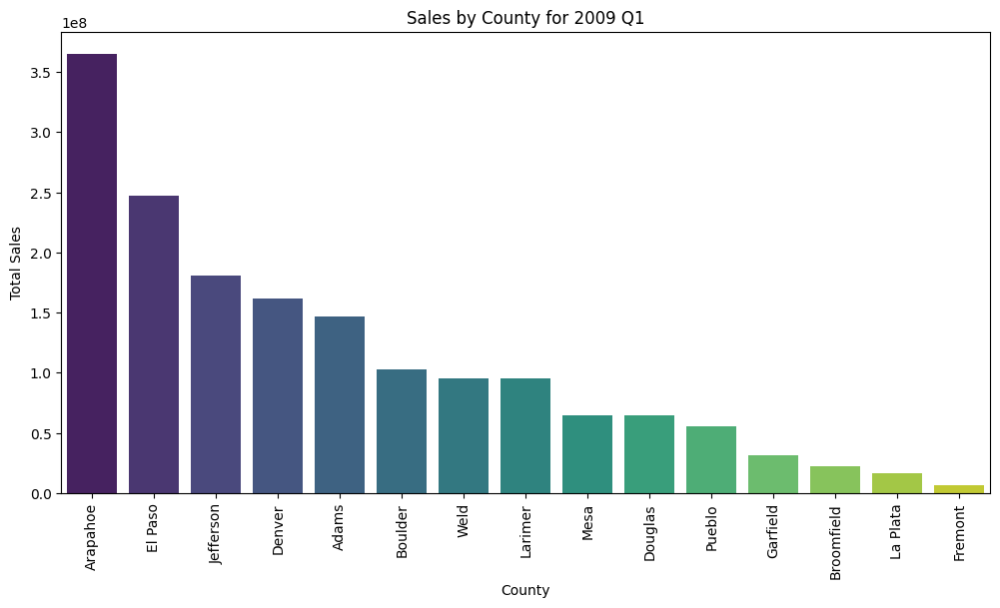 Sales by County for 2009 Q1
1e8
3.5
3.0
2.5
2.0
1.5
1.0
0.5
0.0
Total Sales
Arapahoe
El Paso
Jefferson
Denver
Adams
Boulder
Weld
Larimer
Mesa
Douglas
Pueblo
Garfield
Broomfield
La Plata
Fremont
County